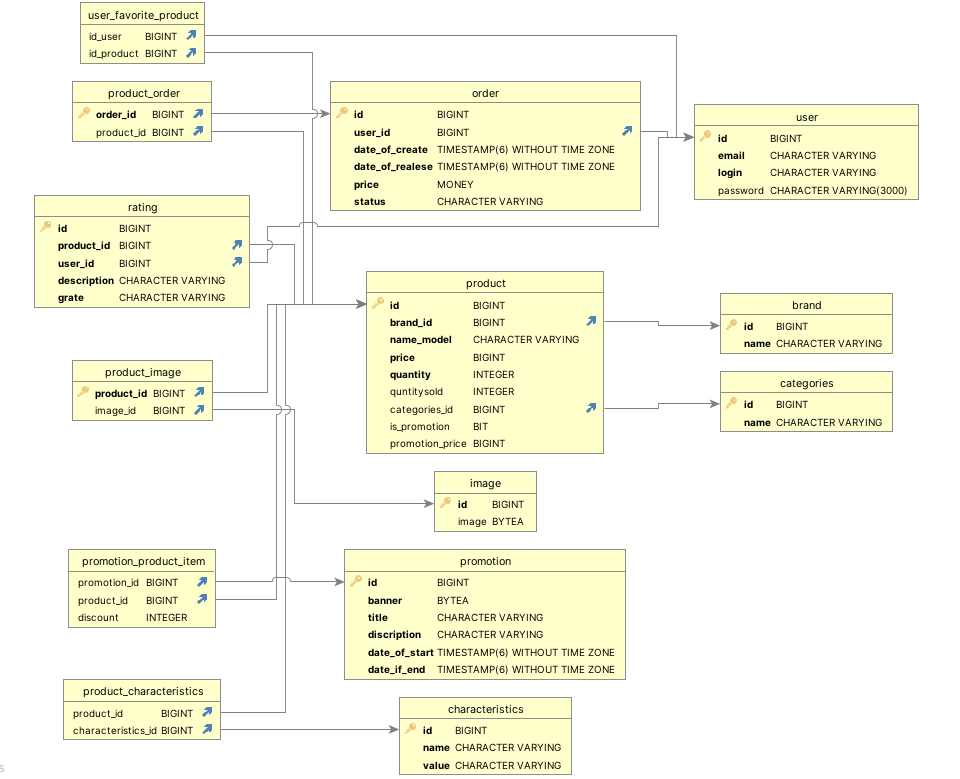 user_favorite_product
id_user BIGINT
id_product BIGINT
product_order
order_id BIGINT
product_id BIGINT
order
id BIGINT
user_id BIGINT
date_of_create TIMESTAMP(6) WITHOUT TIME ZONE
date_of_realese TIMESTAMP(6) WITHOUT TIME ZONE
price MONEY
status CHARACTER VARYING
user
id BIGINT
email CHARACTER VARYING
login CHARACTER VARYING
password CHARACTER VARYING(3000)
rating
id BIGINT
product_id BIGINT
user_id BIGINT
description CHARACTER VARYING
grate CHARACTER VARYING
product
id BIGINT
brand_id BIGINT
name_model CHARACTER VARYING
price BIGINT
quantity INTEGER
quntitysold INTEGER
categories_id BIGINT
is_promotion BIT
promotion_price BIGINT
brand
id BIGINT
name CHARACTER VARYING
categories
id BIGINT
name CHARACTER VARYING
product_image
product_id BIGINT
image_id BIGINT
image
id BIGINT
image BYTEA
promotion_product_item
promotion_id BIGINT
product_id BIGINT
discount INTEGER
promotion
id BIGINT
banner BYTEA
title CHARACTER VARYING
discription CHARACTER VARYING
date_of_start TIMESTAMP(6) WITHOUT TIME ZONE
date_if_end TIMESTAMP(6) WITHOUT TIME ZONE
product_characteristics
product_id BIGINT
characteristics_id BIGINT
characteristics
id BIGINT
name CHARACTER VARYING
value CHARACTER VARYING
s